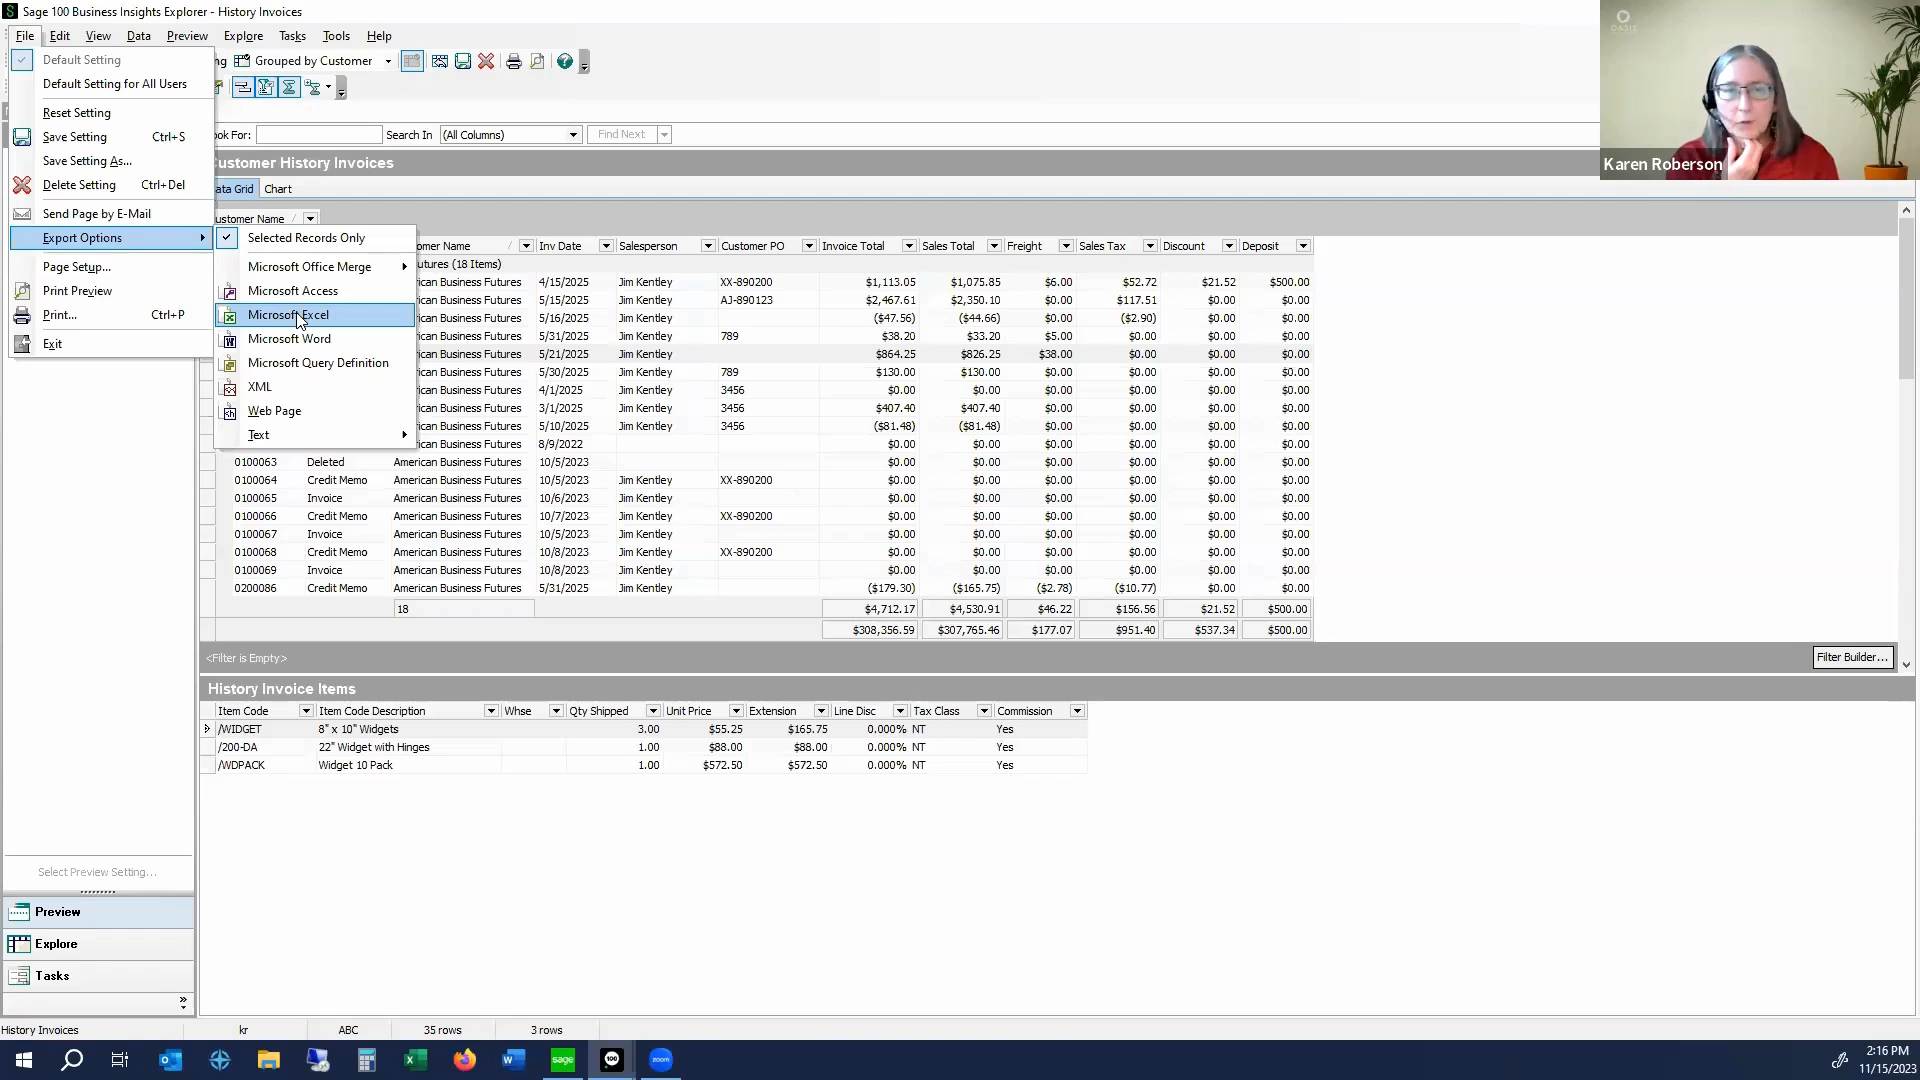 Sage 100 Business Insights Explorer - History Invoices
File Edit View Data Preview Explore Tasks Tools Help
Default Setting
Default Setting for All Users
Reset Setting
Save Setting Ctrl+S
Save Setting As...
Delete Setting Ctrl+Del
Send Page by E-Mail
Export Options
Page Setup...
Print Preview
Print... Ctrl+P
Exit
Grouped by Customer
ook For: Search In (All Columns) Find Next
Customer History Invoices
ata Grid Chart
ustomer Name
Selected Records Only
Microsoft Office Merge
Microsoft Access
Microsoft Excel
Microsoft Word
Microsoft Query Definition
XML
Web Page
Text
omer Name Inv Date Salesperson Customer PO Invoice Total Sales Total Freight Sales Tax Discount Deposit
utures (18 Items)
rican Business Futures 4/15/2025 Jim Kentley XX-890200 $1,113.05 $1,075.85 $6.00 $52.72 $21.52 $500.00
rican Business Futures 5/15/2025 Jim Kentley AJ-890123 $2,467.61 $2,350.10 $0.00 $117.51 $0.00 $0.00
rican Business Futures 5/16/2025 Jim Kentley ($47.56) ($44.66) $0.00 ($2.90) $0.00 $0.00
rican Business Futures 5/31/2025 Jim Kentley 789 $38.20 $33.20 $5.00 $0.00 $0.00 $0.00
rican Business Futures 5/21/2025 Jim Kentley $864.25 $826.25 $38.00 $0.00 $0.00 $0.00
rican Business Futures 5/30/2025 Jim Kentley 789 $130.00 $130.00 $0.00 $0.00 $0.00 $0.00
rican Business Futures 4/1/2025 Jim Kentley 3456 $0.00 $0.00 $0.00 $0.00 $0.00 $0.00
rican Business Futures 3/1/2025 Jim Kentley 3456 $407.40 $407.40 $0.00 $0.00 $0.00 $0.00
rican Business Futures 5/10/2025 Jim Kentley 3456 ($81.48) ($81.48) $0.00 $0.00 $0.00 $0.00
rican Business Futures 8/9/2022 $0.00 $0.00 $0.00 $0.00 $0.00 $0.00
0100063 Deleted American Business Futures 10/5/2023 $0.00 $0.00 $0.00 $0.00 $0.00 $0.00
0100064 Credit Memo American Business Futures 10/5/2023 Jim Kentley XX-890200 $0.00 $0.00 $0.00 $0.00 $0.00 $0.00
0100065 Invoice American Business Futures 10/6/2023 Jim Kentley $0.00 $0.00 $0.00 $0.00 $0.00 $0.00
0100066 Credit Memo American Business Futures 10/7/2023 Jim Kentley XX-890200 $0.00 $0.00 $0.00 $0.00 $0.00 $0.00
0100067 Invoice American Business Futures 10/5/2023 Jim Kentley $0.00 $0.00 $0.00 $0.00 $0.00 $0.00
0100068 Credit Memo American Business Futures 10/8/2023 Jim Kentley XX-890200 $0.00 $0.00 $0.00 $0.00 $0.00 $0.00
0100069 Invoice American Business Futures 10/8/2023 Jim Kentley $0.00 $0.00 $0.00 $0.00 $0.00 $0.00
0200086 Credit Memo American Business Futures 5/31/2025 Jim Kentley ($179.30) ($165.75) ($2.78) ($10.77) $0.00 $0.00
18 $4,712.17 $4,530.91 $46.22 $156.56 $21.52 $500.00
$308,356.59 $307,765.46 $177.07 $951.40 $537.34 $500.00
<Filter is Empty> Filter Builder...
History Invoice Items
Item Code Item Code Description Whse Qty Shipped Unit Price Extension Line Disc Tax Class Commission
/WIDGET 8" x 10" Widgets 3.00 $55.25 $165.75 0.000% NT Yes
/200-DA 22" Widget with Hinges 1.00 $88.00 $88.00 0.000% NT Yes
/WDPACK Widget 10 Pack 1.00 $572.50 $572.50 0.000% NT Yes
Select Preview Setting...
Preview
Explore
Tasks
History Invoices kr ABC 35 rows 3 rows
Karen Roberson
sage 100 zoom
2:16 PM
11/15/2023